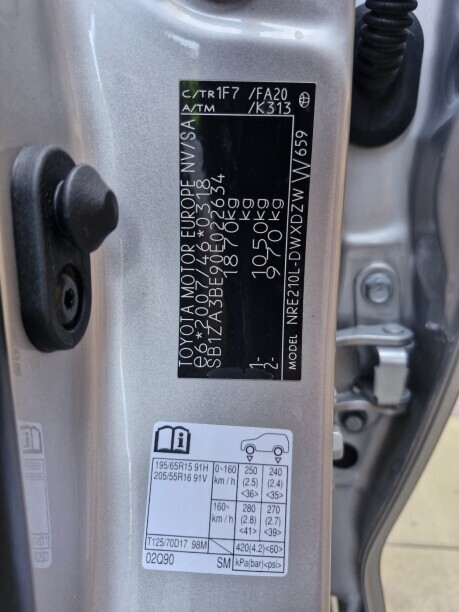 C/TR 1F7 /FA20
A/TM /K313
TOYOTA MOTOR EUROPE NV/SA
e6*2007/46*0318
SB1ZA3BE90E022634
1870kg
1- 1050kg
2- 970kg
MODEL NRE210L-DWXDZW W 659
195/65R15 91H
205/55R16 91V
0~160 km/h
250 (2.5) <36>
240 (2.4) <35>
160~ km/h
280 (2.8) <41>
270 (2.7) <39>
T125/70D17 98M
420(4.2)<60>
02Q90 SM kPa(bar)<psi>